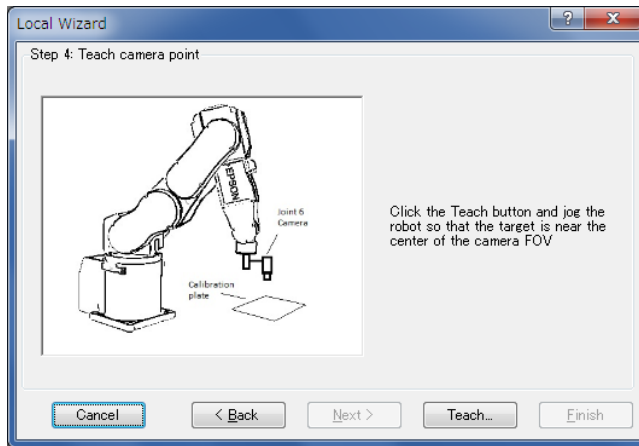 Local Wizard
Step 4: Teach camera point
EPSON
Joint 6
Camera
Calibration
plate
Click the Teach button and jog the
robot so that the target is near the
center of the camera FOV
Cancel
< Back
Next >
Teach...
Finish